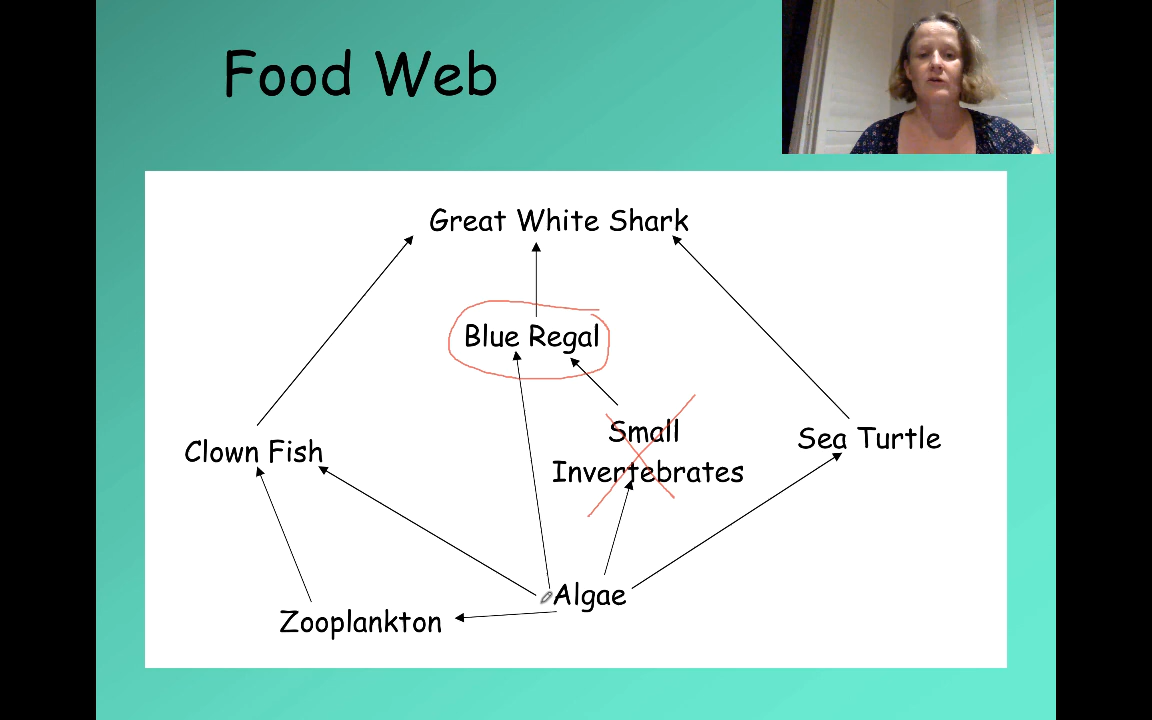 Food Web
Great White Shark
Blue Regal
Small
Invertebrates
Clown Fish
Sea Turtle
Algae
Zooplankton